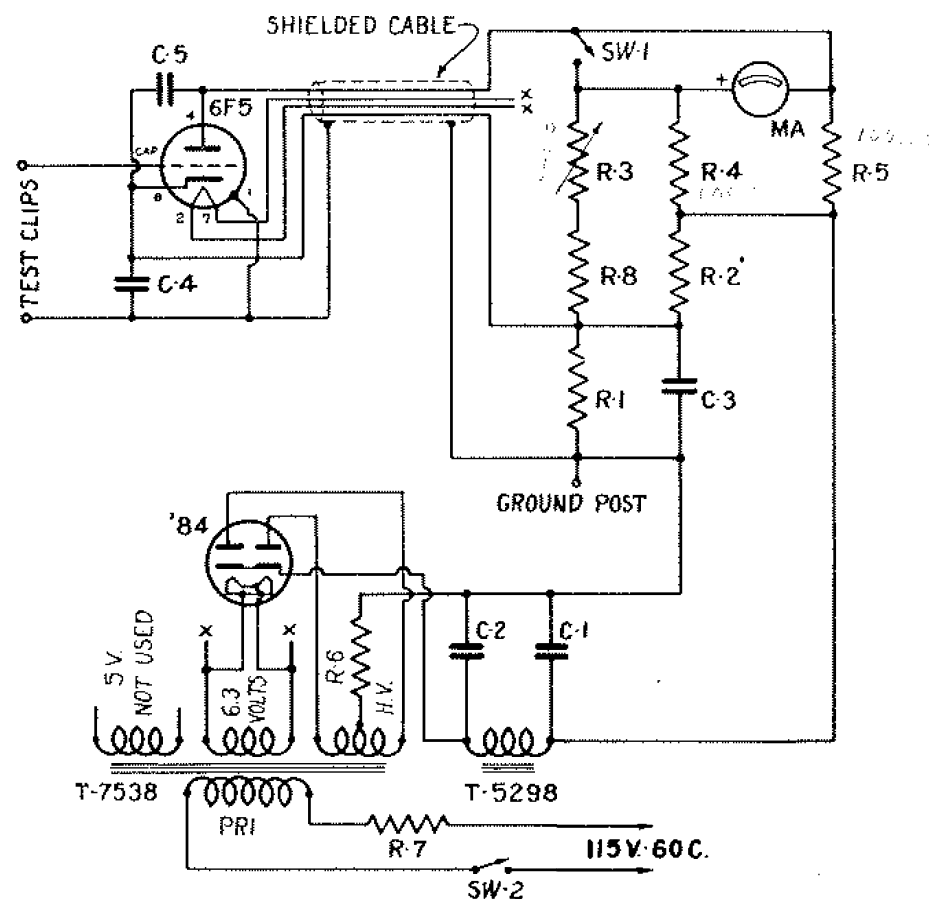 SHIELDED CABLE
C·5
SW·1
6F5
4
x
x
+
MA
CAP
R·3
R·4
R·5
8
1
2
7
TEST CLIPS
C·4
R·8
R·2
R·1
C·3
GROUND POST
'84
x
x
C·2
C·1
5 V.
NOT USED
6.3
VOLTS
R·6
H.V.
T-7538
T-5298
PRI
R·7
115 V.·60 C.
SW-2